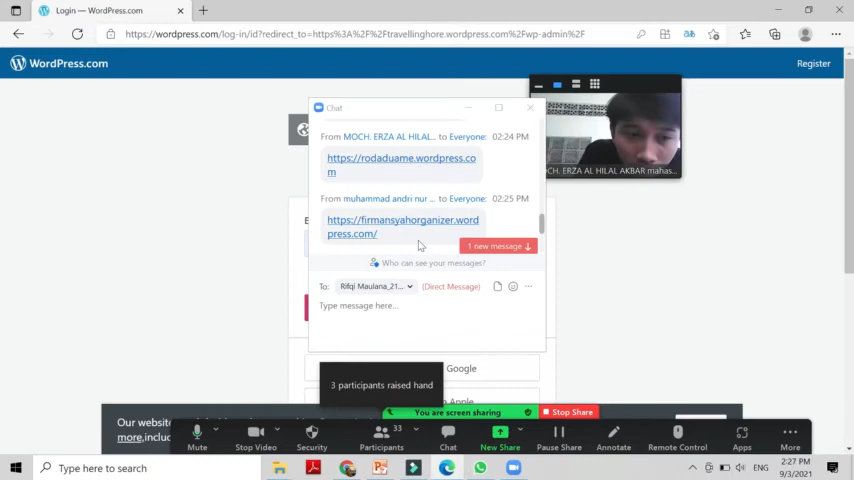 Login — WordPress.com
https://wordpress.com/log-in/id?redirect_to=https%3A%2F%2Ftravellinghore.wordpress.com%2Fwp-admin%2F
WordPress.com
Register
Chat
From MOCH. ERZA AL HILAL... to Everyone: 02:24 PM
https://rodaduame.wordpress.co
m
From muhammad andri nur ... to Everyone: 02:25 PM
https://firmansyahorganizer.word
press.com/
1 new message
Who can see your messages?
To: Rifqi Maulana_21... (Direct Message)
Type message here...
CH. ERZA AL HILAL AKBAR mahas...
Google
Apple
3 participants raised hand
You are screen sharing
Stop Share
Our website
more,inclu
33
Mute
Stop Video
Security
Participants
Chat
New Share
Pause Share
Annotate
Remote Control
Apps
More
Type here to search
ENG
2:27 PM
9/3/2021